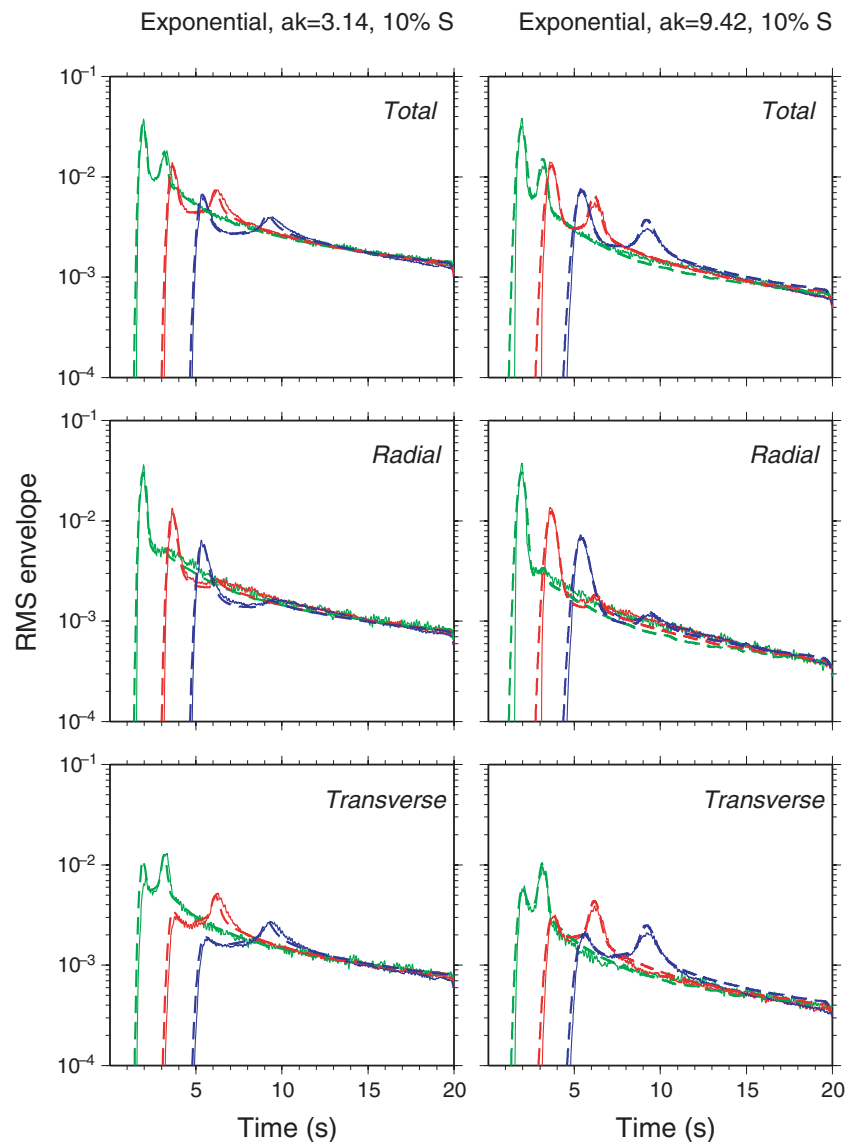 Exponential, ak=3.14, 10% S
Exponential, ak=9.42, 10% S
10⁻¹
10⁻²
10⁻³
10⁻⁴
Total
Total
10⁻¹
10⁻²
10⁻³
10⁻⁴
Radial
Radial
RMS envelope
10⁻¹
10⁻²
10⁻³
10⁻⁴
Transverse
Transverse
5 10 15 20
5 10 15 20
Time (s)
Time (s)